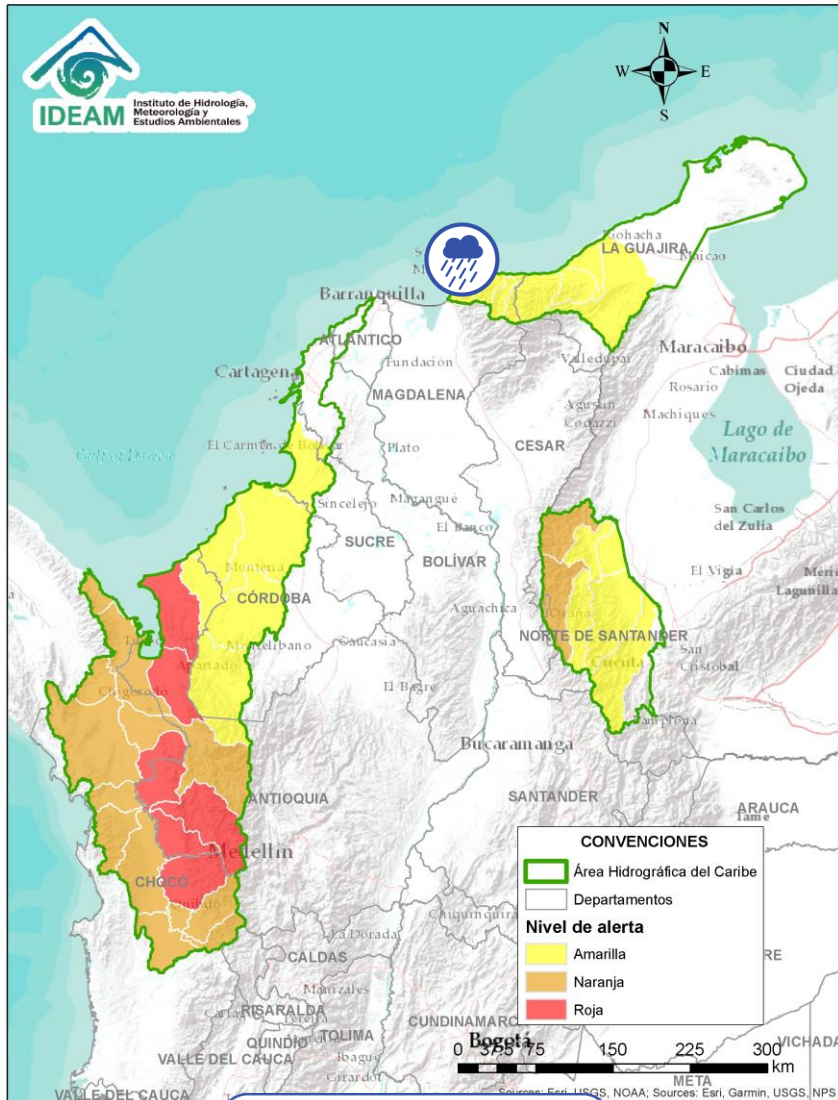 IDEAM
Instituto de Hidrología,
Meteorología y
Estudios Ambientales
N
W
E
S
Riohacha
LA GUAJIRA
Maicao
Barranquilla
ATLÁNTICO
Cartagena
Fundación
Valledupar
Maracaibo
MAGDALENA
Rosario
Cabimas
Ciudad
Ojeda
Agustín
Codazzi
Machiques
El Carmen de Bolívar
Plato
CESAR
Lago de
Maracaibo
Sincelejo
Magangué
San Carlos
del Zulia
El Banco
SUCRE
BOLÍVAR
Montería
El Vigía
CÓRDOBA
Aguachica
Ocaña
NORTE DE SANTANDER
Montelíbano
Caucasia
Apartadó
Cúcuta
San
Cristóbal
Chigorodó
El Bagre
Pamplona
Bucaramanga
ANTIOQUIA
SANTANDER
ARAUCA
Tame
Medellín
CHOCÓ
Quibdó
Chiquinquirá
La Dorada
CALDAS
Manizales
RISARALDA
Pereira
CUNDINAMARC
QUINDÍO
TOLIMA
Ibagué
VALLE DEL CAUCA
Girardot
Bogotá
VICHADA
META
VALLE DEL CAUCA
CONVENCIONES
Área Hidrográfica del Caribe
Departamentos
Nivel de alerta
Amarilla
Naranja
Roja
0 37,5 75 150 225 300
km
Sources: Esri, USGS, NOAA; Sources: Esri, Garmin, USGS, NPS